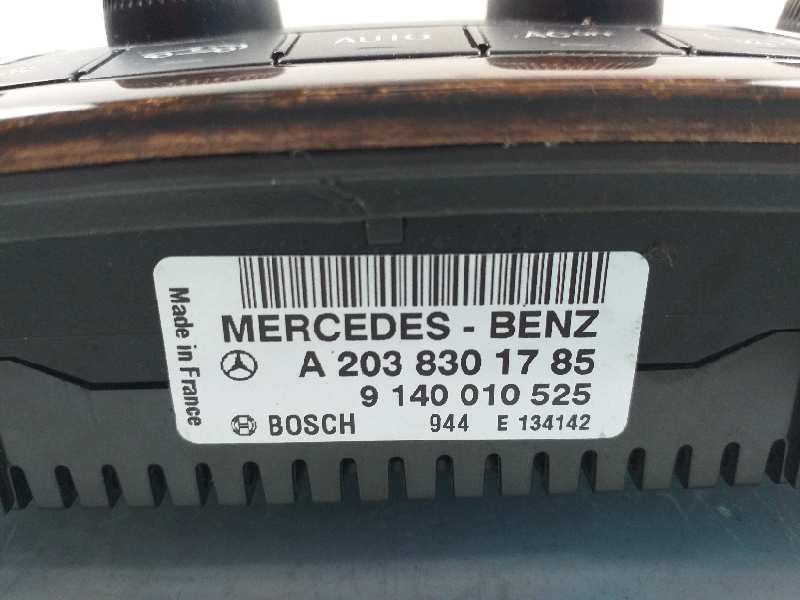 AUTO
MERCEDES - BENZ
A 203 830 17 85
9 140 010 525
BOSCH 944 E 134142
Made in France